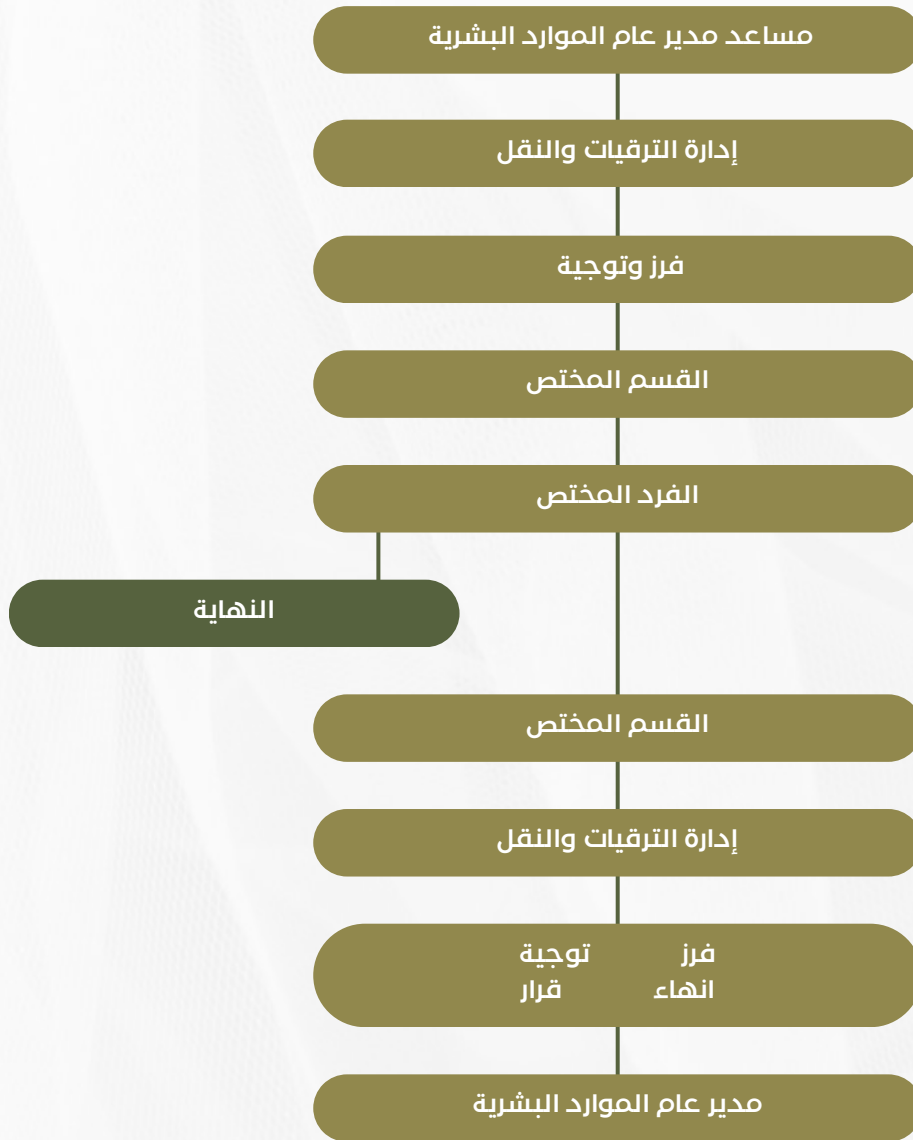 مساعد مدير عام الموارد البشرية
إدارة الترقيات والنقل
فرز وتوجية
القسم المختص
الفرد المختص
النهاية
القسم المختص
إدارة الترقيات والنقل
فرز توجية
انهاء قرار
مدير عام الموارد البشرية